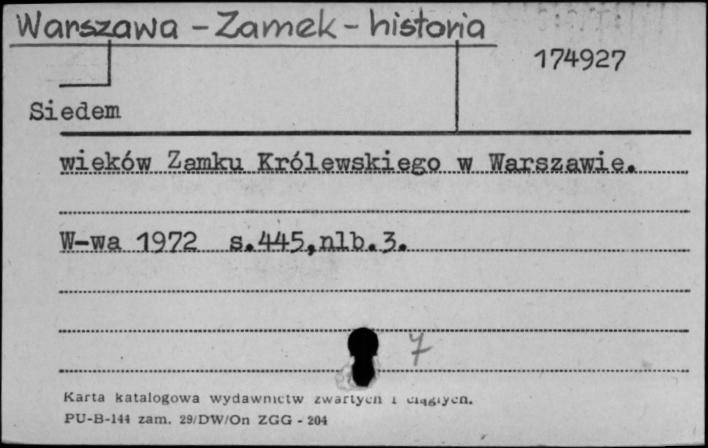 Warszawa - Zamek - historia
174927
Siedem
wieków Zamku Królewskiego w Warszawie.
W-wa 1972 s.445,nlb.3.
7
Karta katalogowa wydawnictw zwartych i ciągłych.
PU-B-144 zam. 29/DW/On ZGG - 204